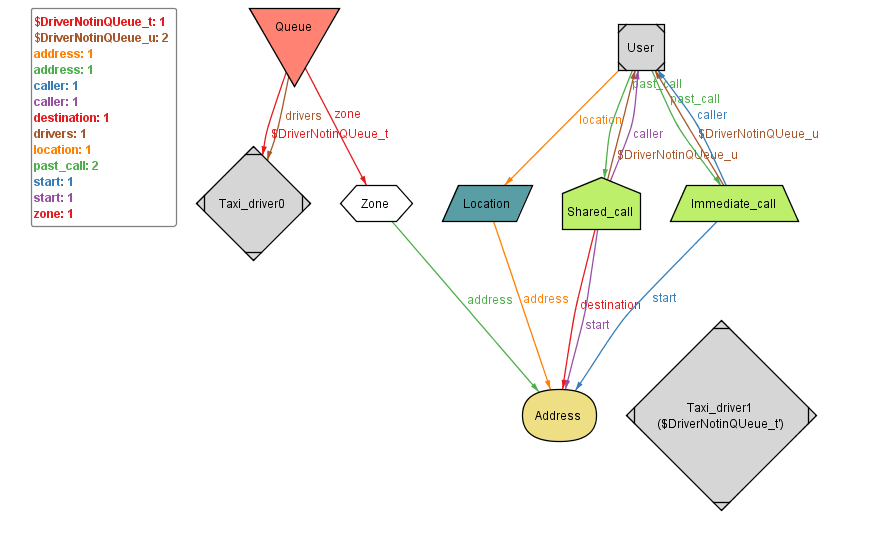 $DriverNotinQUeue_t: 1
$DriverNotinQUeue_u: 2
address: 1
address: 1
caller: 1
caller: 1
destination: 1
drivers: 1
location: 1
past_call: 2
start: 1
start: 1
zone: 1
Queue
User
past_call
past_call
drivers
zone
caller
location
$DriverNotinQUeue_t
caller
$DriverNotinQUeue_u
$DriverNotinQUeue_u
Taxi_driver0
Zone
Location
Shared_call
Immediate_call
address
address
destination
start
start
Address
Taxi_driver1
($DriverNotinQUeue_t')